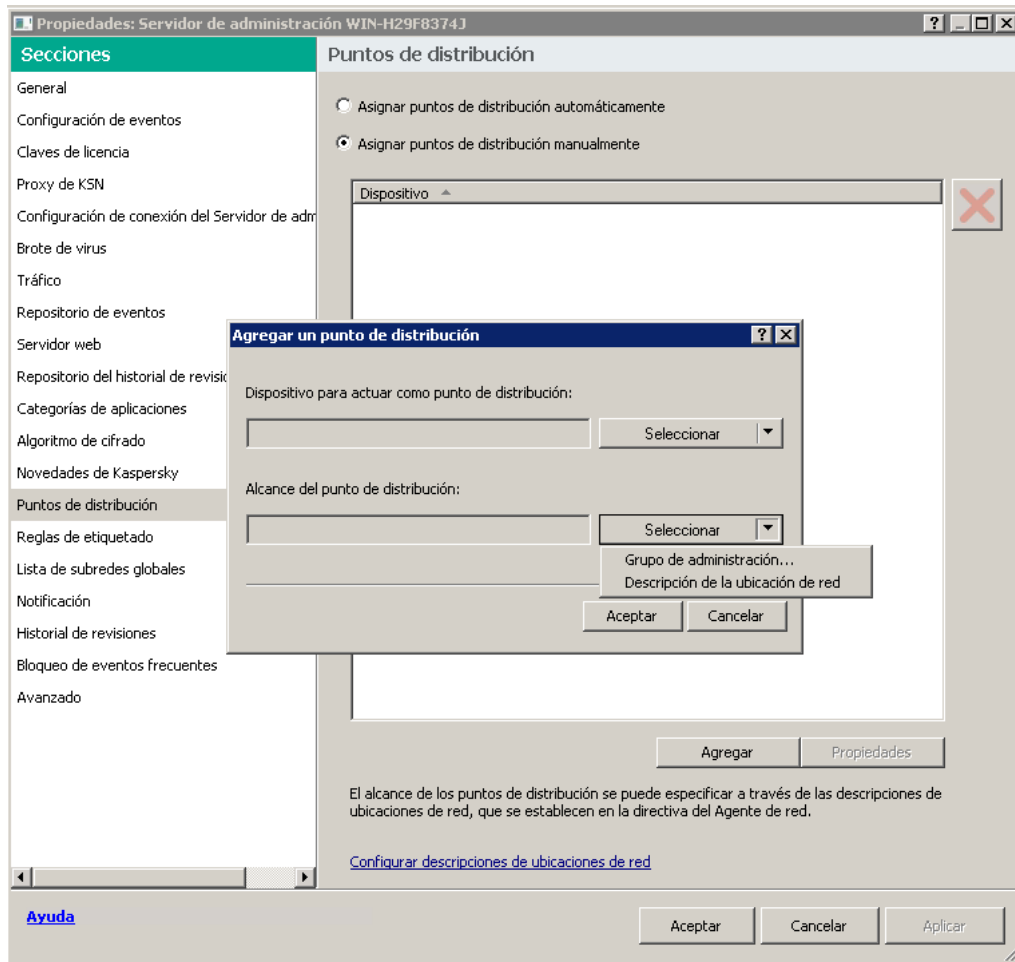 Propiedades: Servidor de administración WIN-H29F8374J
Secciones
General
Configuración de eventos
Claves de licencia
Proxy de KSN
Configuración de conexión del Servidor de adm
Brote de virus
Tráfico
Repositorio de eventos
Servidor web
Repositorio del historial de revisio
Categorías de aplicaciones
Algoritmo de cifrado
Novedades de Kaspersky
Puntos de distribución
Reglas de etiquetado
Lista de subredes globales
Notificación
Historial de revisiones
Bloqueo de eventos frecuentes
Avanzado
Puntos de distribución
Asignar puntos de distribución automáticamente
Asignar puntos de distribución manualmente
Dispositivo
Agregar un punto de distribución
Dispositivo para actuar como punto de distribución:
Seleccionar
Alcance del punto de distribución:
Seleccionar
Grupo de administración...
Descripción de la ubicación de red
Aceptar
Cancelar
Agregar
Propiedades
El alcance de los puntos de distribución se puede especificar a través de las descripciones de
ubicaciones de red, que se establecen en la directiva del Agente de red.
Configurar descripciones de ubicaciones de red
Ayuda
Aceptar
Cancelar
Aplicar